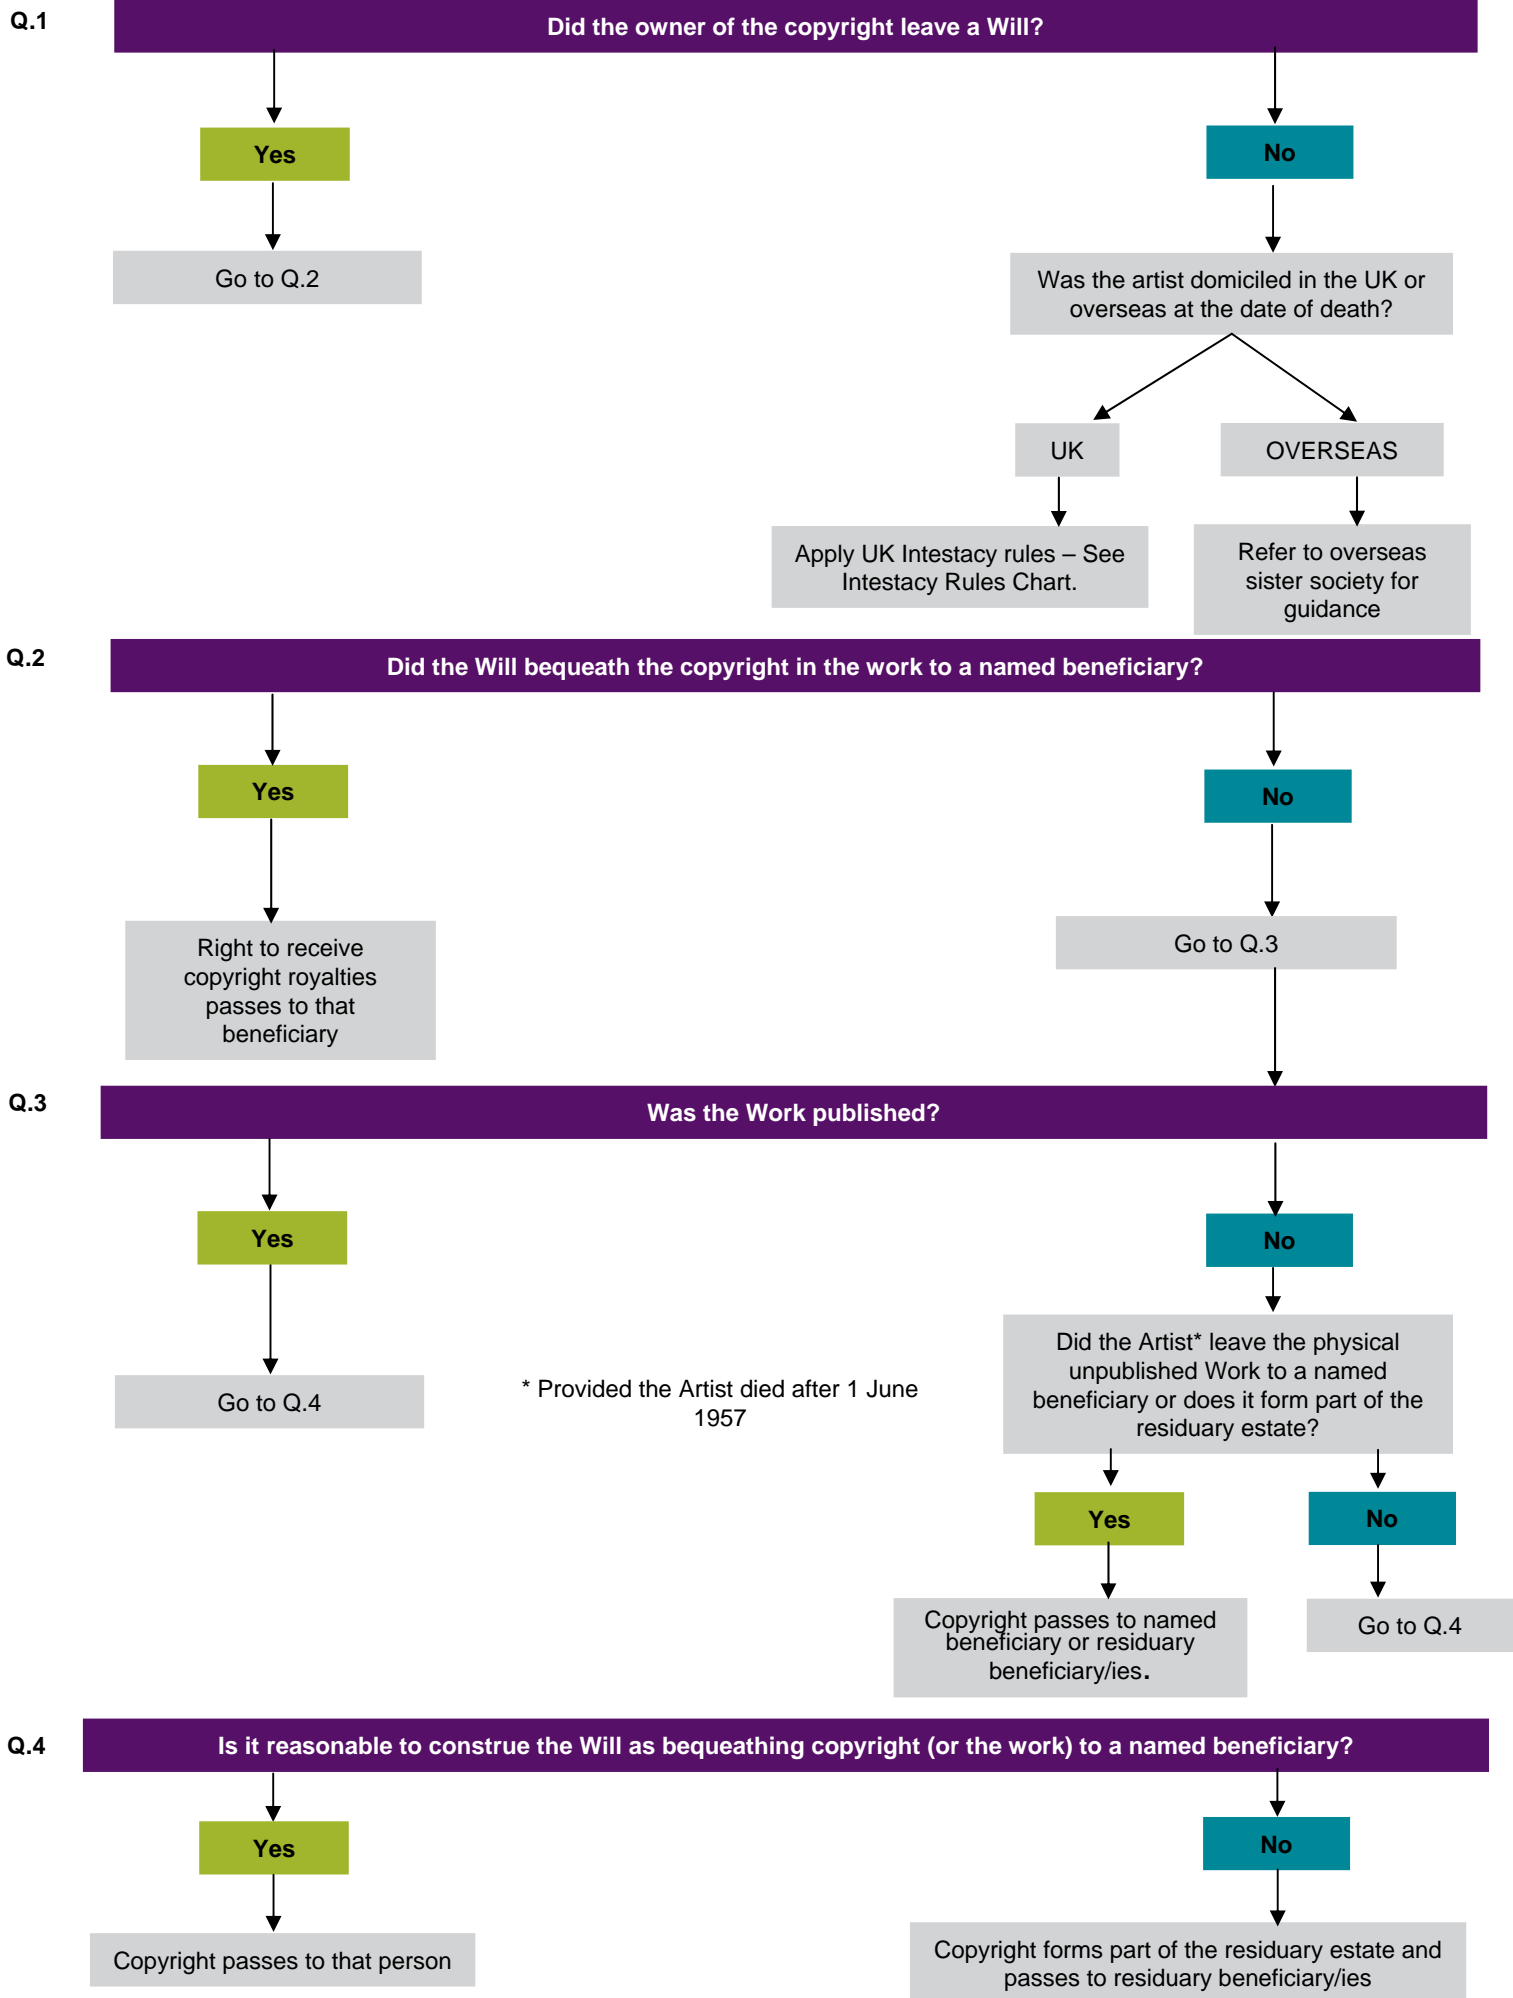 Q.1
Did the owner of the copyright leave a Will?
Yes
No
Go to Q.2
Was the artist domiciled in the UK or
overseas at the date of death?
UK
OVERSEAS
Apply UK Intestacy rules – See
Intestacy Rules Chart.
Refer to overseas
sister society for
guidance
Q.2
Did the Will bequeath the copyright in the work to a named beneficiary?
Yes
No
Right to receive
copyright royalties
passes to that
beneficiary
Go to Q.3
Q.3
Was the Work published?
Yes
No
Go to Q.4
* Provided the Artist died after 1 June
1957
Did the Artist* leave the physical
unpublished Work to a named
beneficiary or does it form part of the
residuary estate?
Yes
No
Copyright passes to named
beneficiary or residuary
beneficiary/ies.
Go to Q.4
Q.4
Is it reasonable to construe the Will as bequeathing copyright (or the work) to a named beneficiary?
Yes
No
Copyright passes to that person
Copyright forms part of the residuary estate and
passes to residuary beneficiary/ies